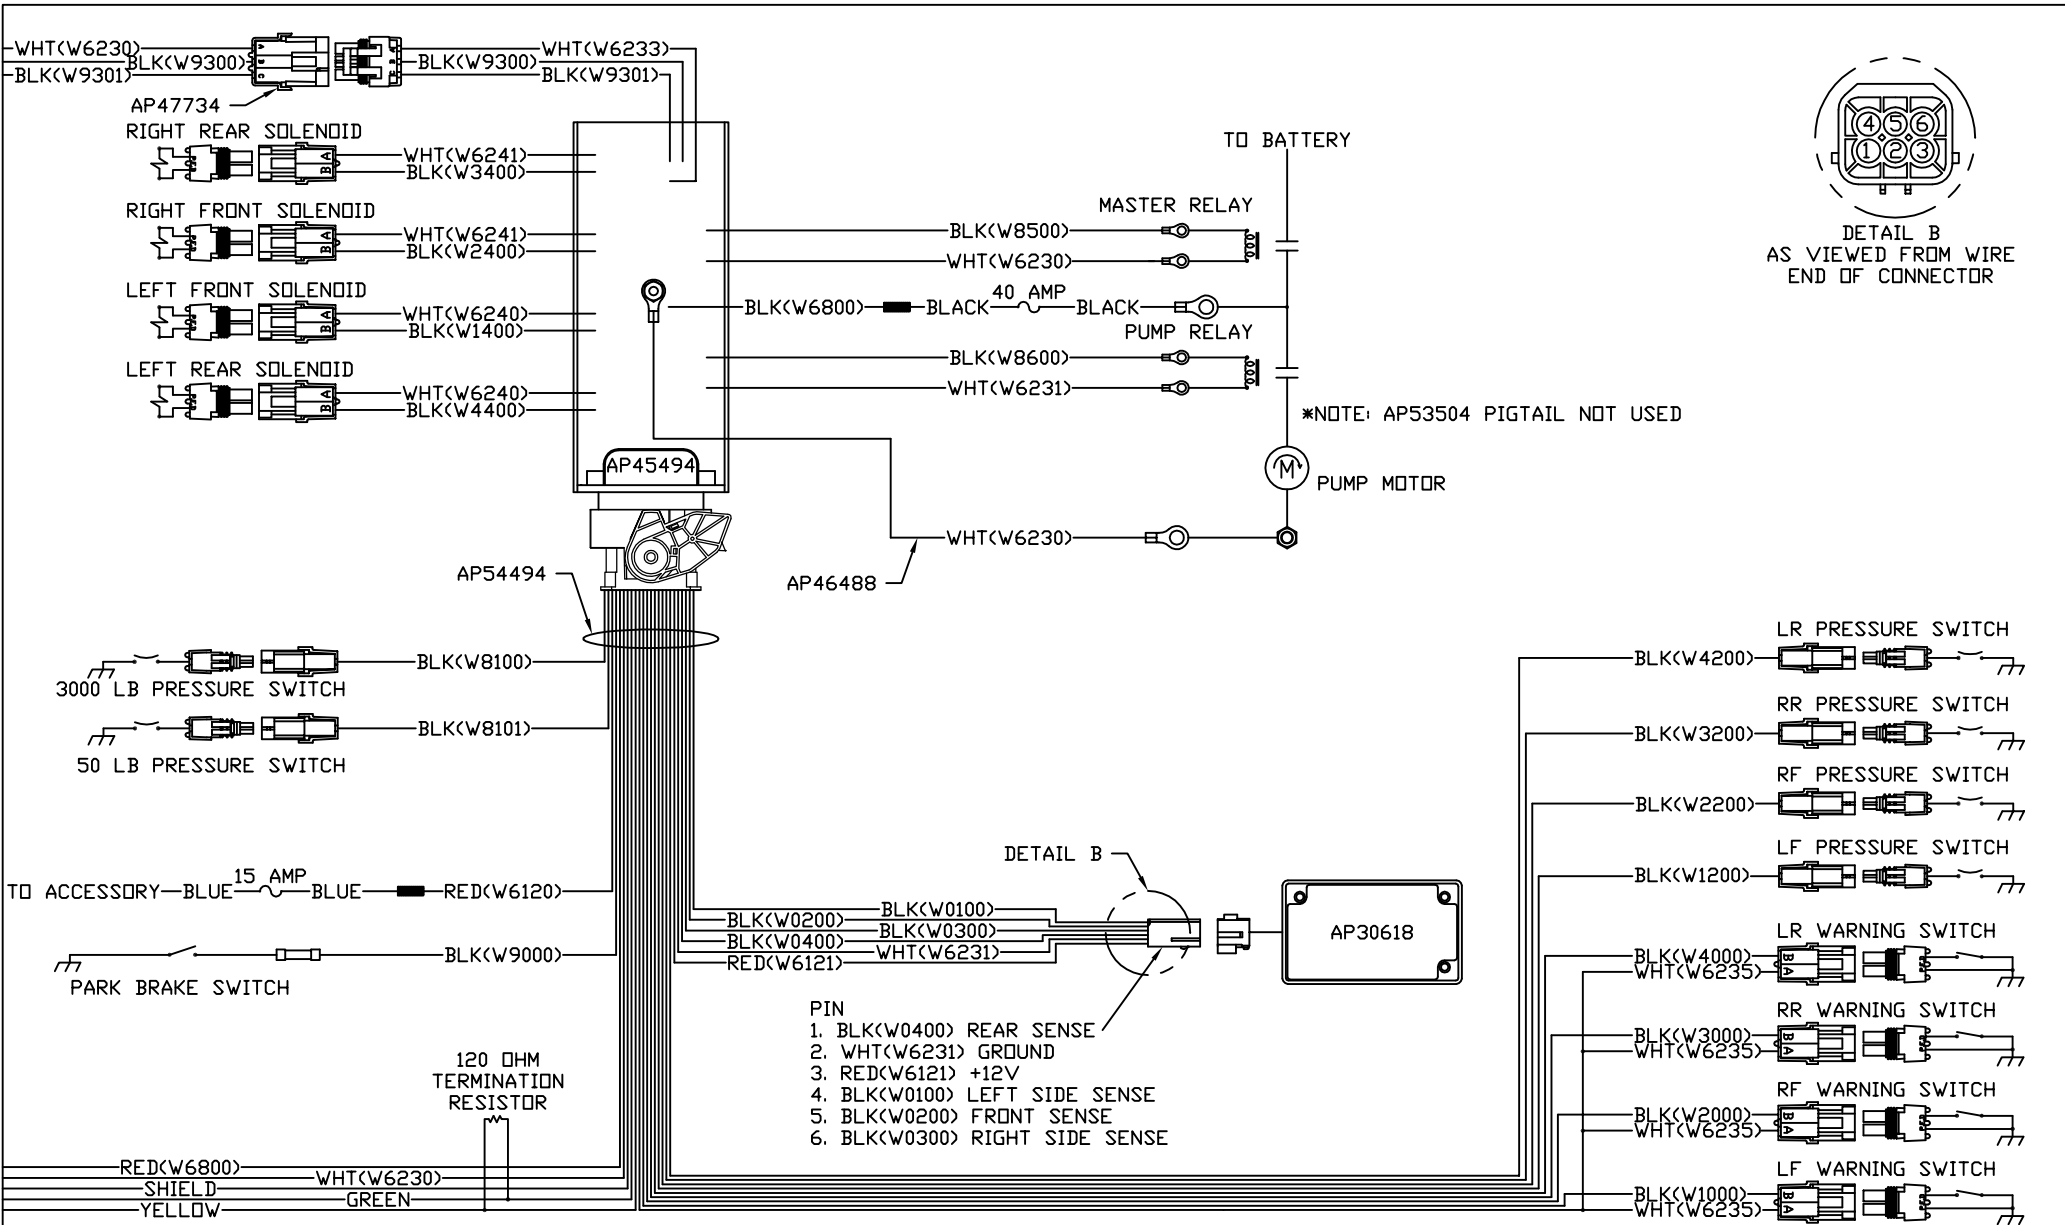 WHT(W6230)
BLK(W9300)
BLK(W9301)
A
B
C
WHT(W6233)
BLK(W9300)
BLK(W9301)
AP47734
RIGHT REAR SOLENOID
A
B
WHT(W6241)
BLK(W3400)
RIGHT FRONT SOLENOID
A
B
WHT(W6241)
BLK(W2400)
LEFT FRONT SOLENOID
A
B
WHT(W6240)
BLK(W1400)
LEFT REAR SOLENOID
A
B
WHT(W6240)
BLK(W4400)
AP45494
TO BATTERY
MASTER RELAY
BLK(W8500)
WHT(W6230)
BLK(W6800)
BLACK
40 AMP
BLACK
PUMP RELAY
BLK(W8600)
WHT(W6231)
*NOTE: AP53504 PIGTAIL NOT USED
M
PUMP MOTOR
WHT(W6230)
AP46488
4 5 6
1 2 3
DETAIL B
AS VIEWED FROM WIRE
END OF CONNECTOR
AP54494
BLK(W8100)
3000 LB PRESSURE SWITCH
BLK(W8101)
50 LB PRESSURE SWITCH
TO ACCESSORY
BLUE
15 AMP
BLUE
RED(W6120)
BLK(W9000)
PARK BRAKE SWITCH
120 OHM
TERMINATION
RESISTOR
RED(W6800)
WHT(W6230)
SHIELD
GREEN
YELLOW
DETAIL B
BLK(W0100)
BLK(W0200)
BLK(W0300)
BLK(W0400)
WHT(W6231)
RED(W6121)
AP30618
PIN
1. BLK(W0400) REAR SENSE
2. WHT(W6231) GROUND
3. RED(W6121) +12V
4. BLK(W0100) LEFT SIDE SENSE
5. BLK(W0200) FRONT SENSE
6. BLK(W0300) RIGHT SIDE SENSE
LR PRESSURE SWITCH
BLK(W4200)
RR PRESSURE SWITCH
BLK(W3200)
RF PRESSURE SWITCH
BLK(W2200)
LF PRESSURE SWITCH
BLK(W1200)
LR WARNING SWITCH
BLK(W4000)
WHT(W6235)
B
A
RR WARNING SWITCH
BLK(W3000)
WHT(W6235)
B
A
RF WARNING SWITCH
BLK(W2000)
WHT(W6235)
B
A
LF WARNING SWITCH
BLK(W1000)
WHT(W6235)
B
A